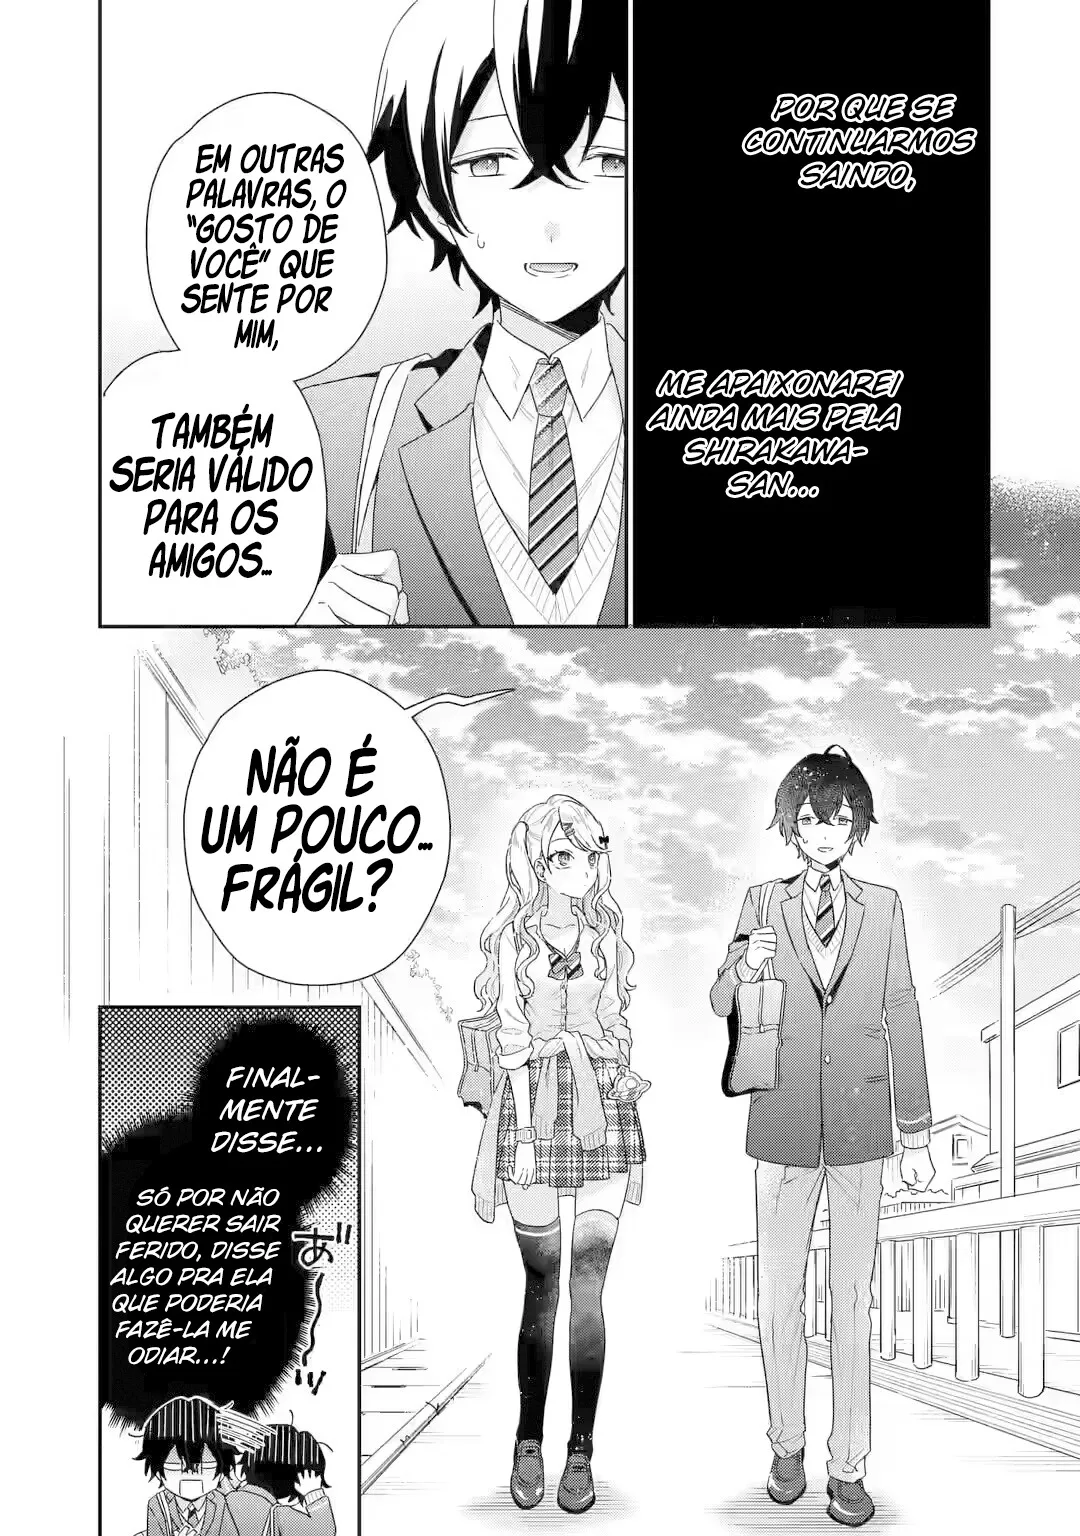 POR QUE SE
CONTINUARMOS
SAINDO,
ME APAIXONAREI
AINDA MAIS PELA
SHIRAKAWA-
SAN...
EM OUTRAS
PALAVRAS, O
"GOSTO DE
VOCÊ" QUE
SENTE POR
MIM,
TAMBÉM
SERIA VÁLIDO
PARA OS
AMIGOS...
NÃO É
UM POUCO...
FRÁGIL?
FINAL-
MENTE
DISSE...
SÓ POR NÃO
QUERER SAIR
FERIDO, DISSE
ALGO PRA ELA
QUE PODERIA
FAZÊ-LA ME
ODIAR...!
あ゛〜〜ッ